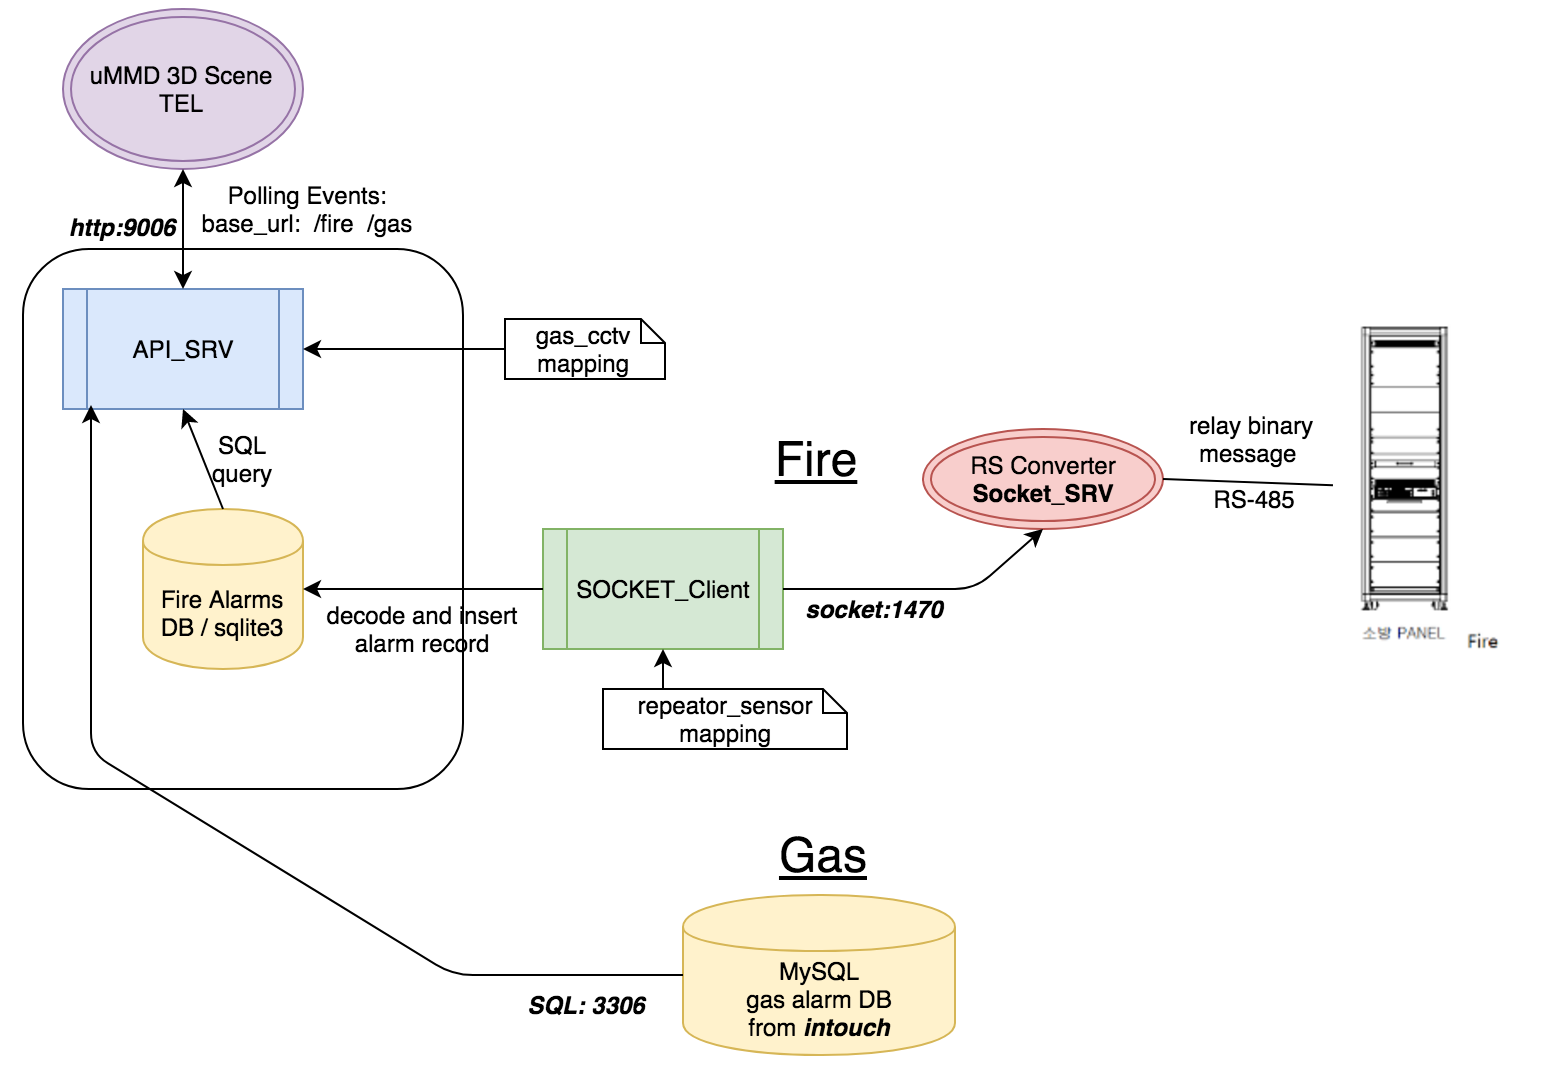 uMMD 3D Scene
TEL
Polling Events:
http:9006
base_url:  /fire  /gas
API_SRV
gas_cctv
mapping
SQL
query
Fire
RS Converter
Socket_SRV
relay binary
message
RS-485
Fire Alarms
DB / sqlite3
decode and insert
alarm record
SOCKET_Client
socket:1470
소방 PANEL
Fire
repeator_sensor
mapping
Gas
MySQL
gas alarm DB
from intouch
SQL: 3306